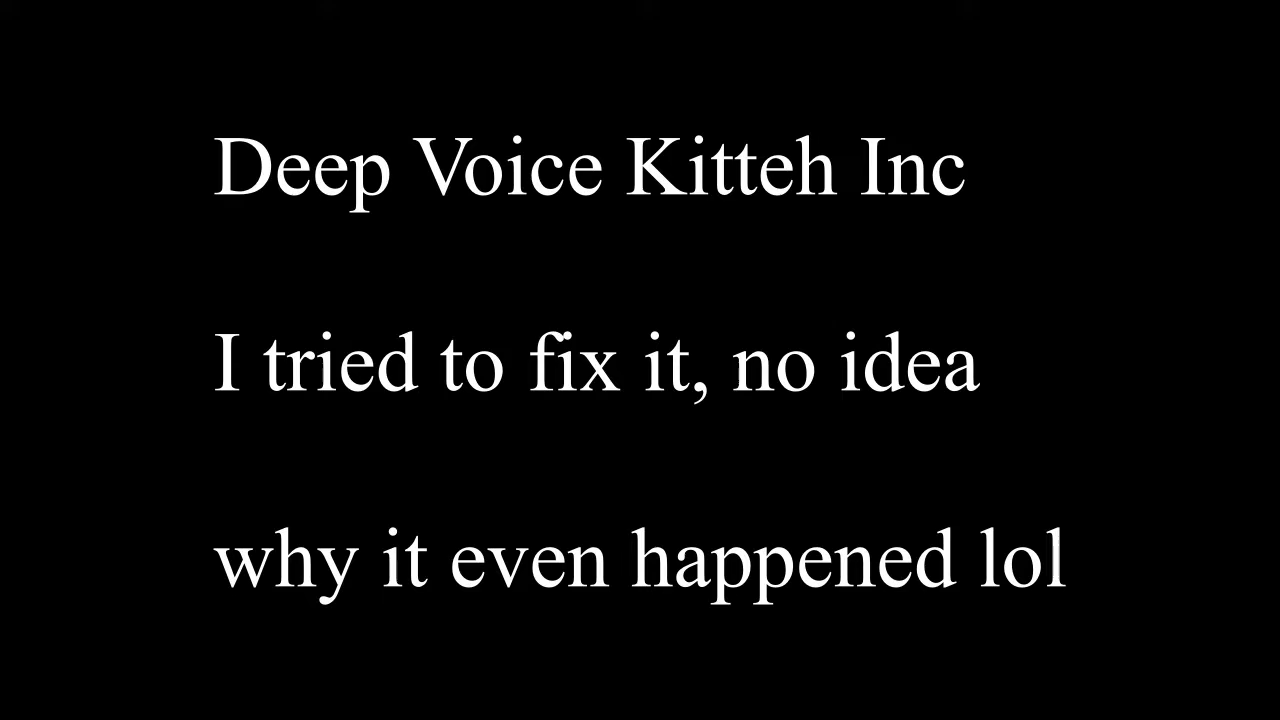 Deep Voice Kitteh Inc
I tried to fix it, no idea
why it even happened lol